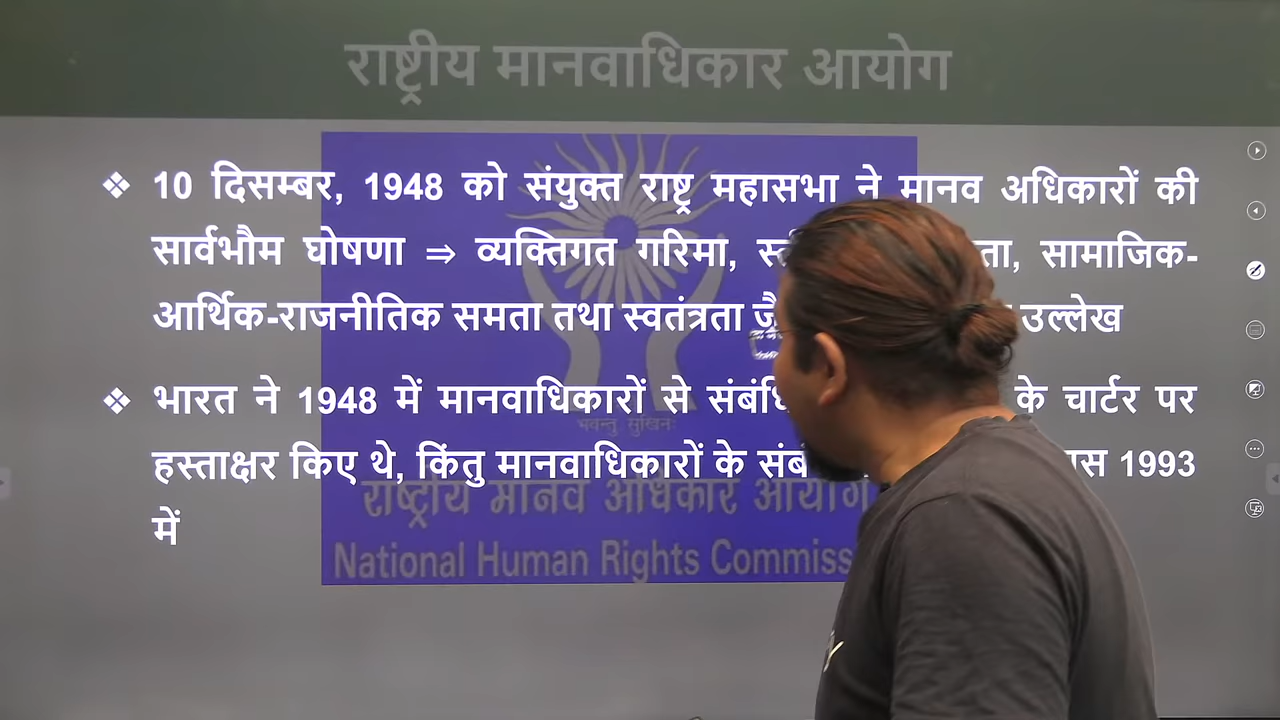 राष्ट्रीय मानवाधिकार आयोग
❖ 10 दिसम्बर, 1948 को संयुक्त राष्ट्र महासभा ने मानव अधिकारों की
सार्वभौम घोषणा ⇒ व्यक्तिगत गरिमा, सामाजिक-
आर्थिक-राजनीतिक समता तथा स्वतंत्रता उल्लेख
❖ भारत ने 1948 में मानवाधिकारों से के चार्टर पर
हस्ताक्षर किए थे, किंतु मानवाधिकारों के 1993
में
भवन्तु सुखिनः
राष्ट्रीय मानव अधिकार आयोग
National Human Rights